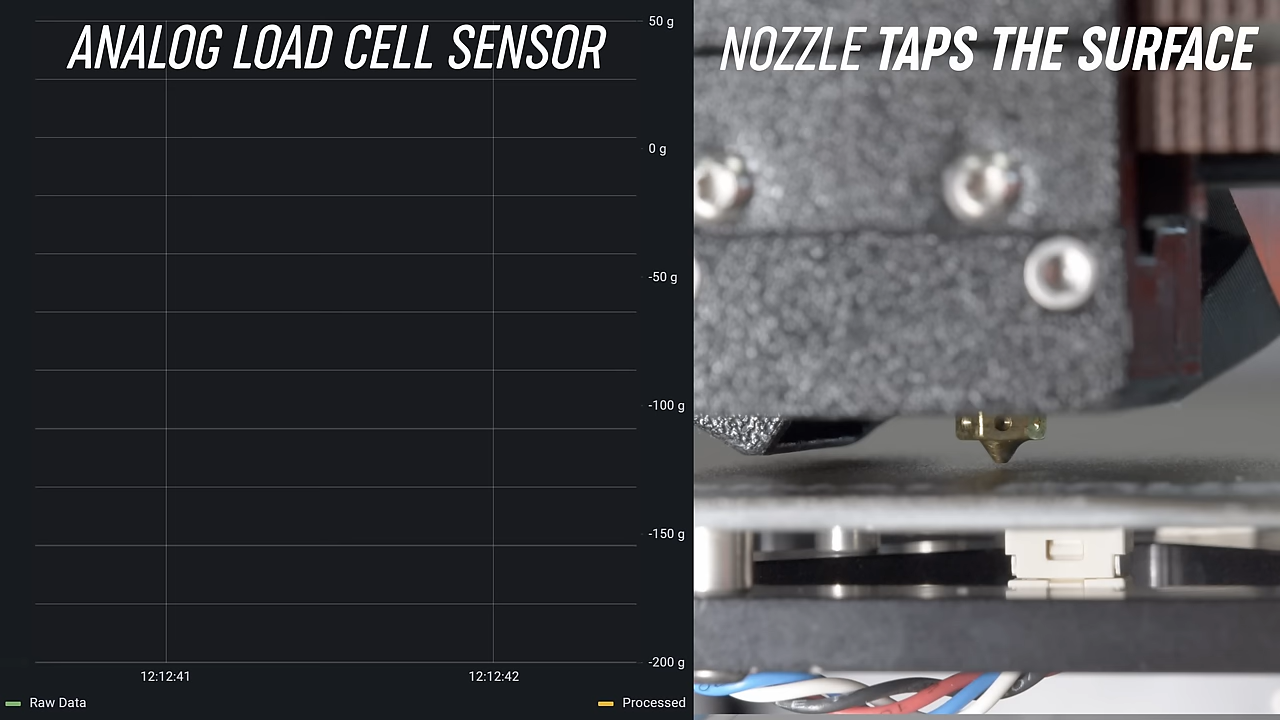 ANALOG LOAD CELL SENSOR
50 g
0 g
-50 g
-100 g
-150 g
-200 g
12:12:41 12:12:42
Raw Data
Processed
NOZZLE TAPS THE SURFACE